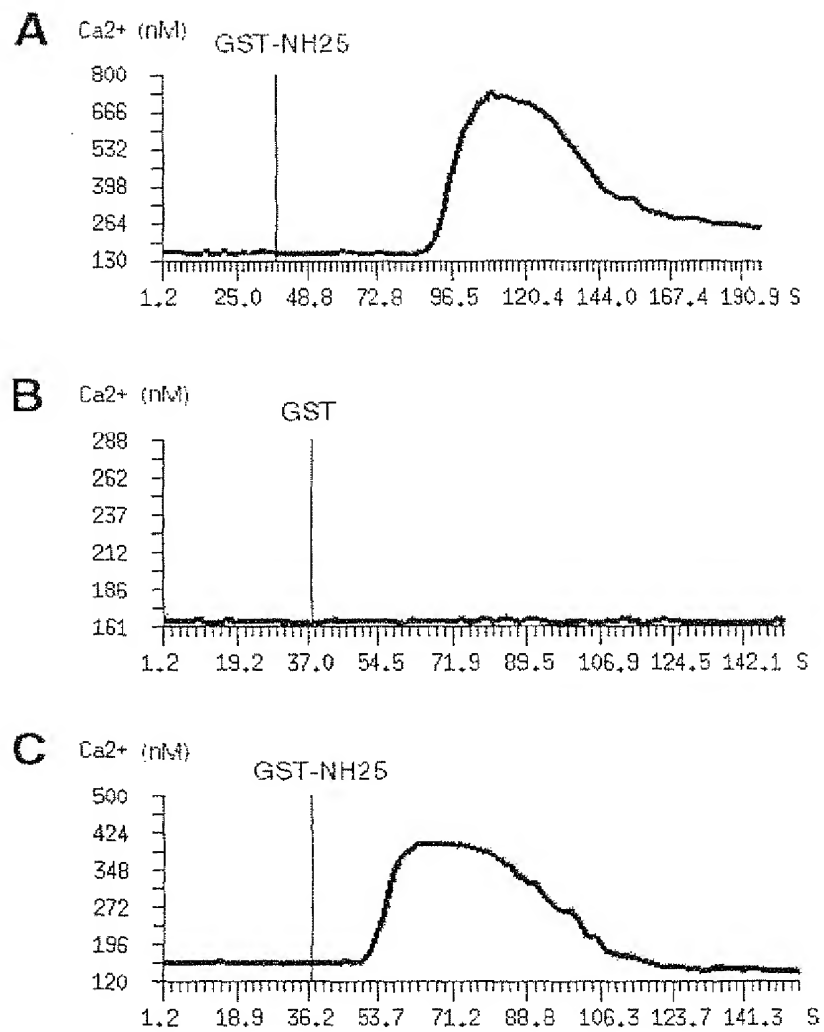 A Ca2+ (nM)
GST-NH25
800
666
532
398
264
130
1.2 25.0 48.8 72.8 96.5 120.4 144.0 167.4 190.9 S
B Ca2+ (nM)
GST
288
262
237
212
186
161
1.2 19.2 37.0 54.5 71.9 89.5 106.9 124.5 142.1 S
C Ca2+ (nM)
GST-NH25
500
424
348
272
196
120
1.2 18.9 36.2 53.7 71.2 88.8 106.3 123.7 141.3 S